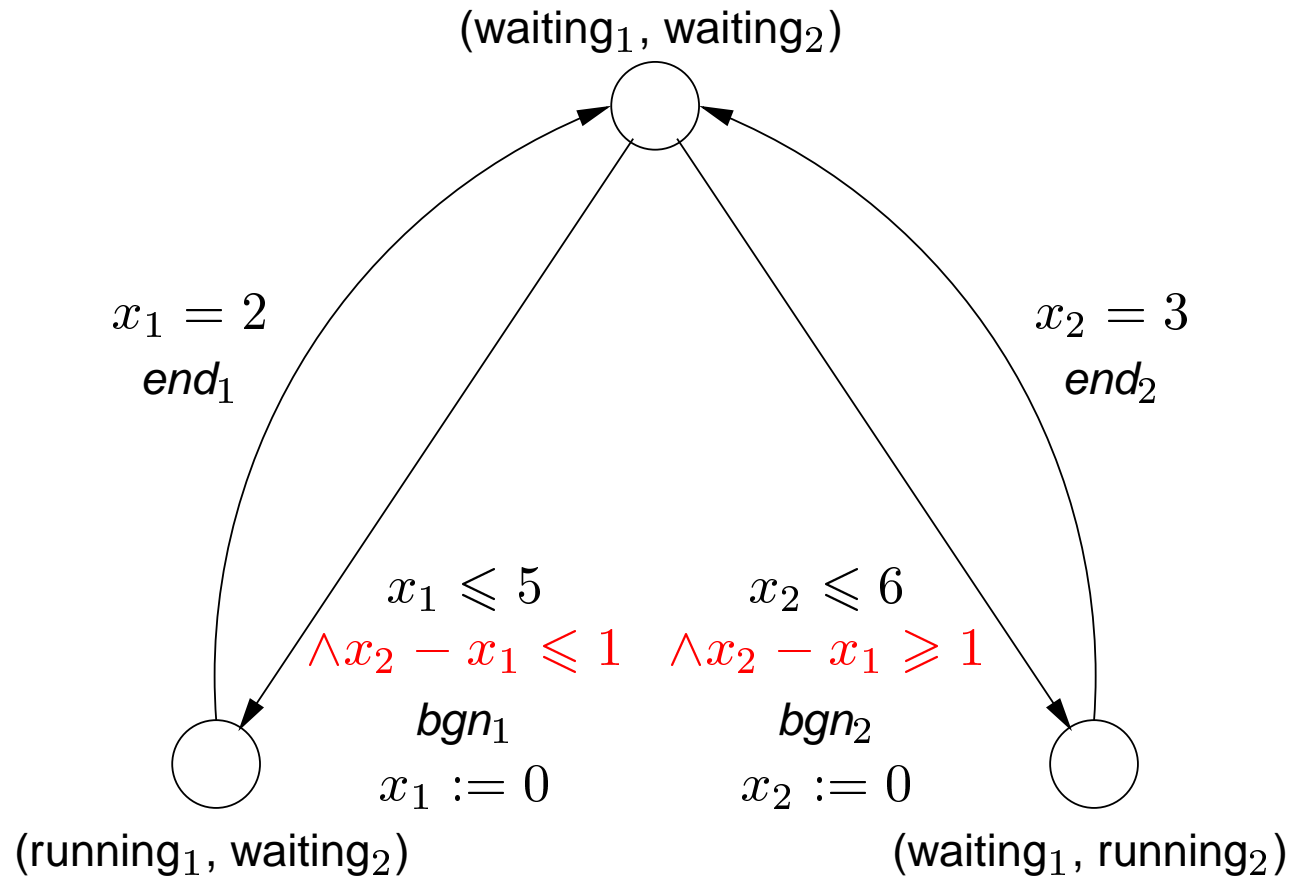 (waiting₁, waiting₂)
x₁ = 2
end₁
x₂ = 3
end₂
x₁ ⩽ 5
∧x₂ − x₁ ⩽ 1
bgn₁
x₁ := 0
x₂ ⩽ 6
∧x₂ − x₁ ⩾ 1
bgn₂
x₂ := 0
(running₁, waiting₂)
(waiting₁, running₂)